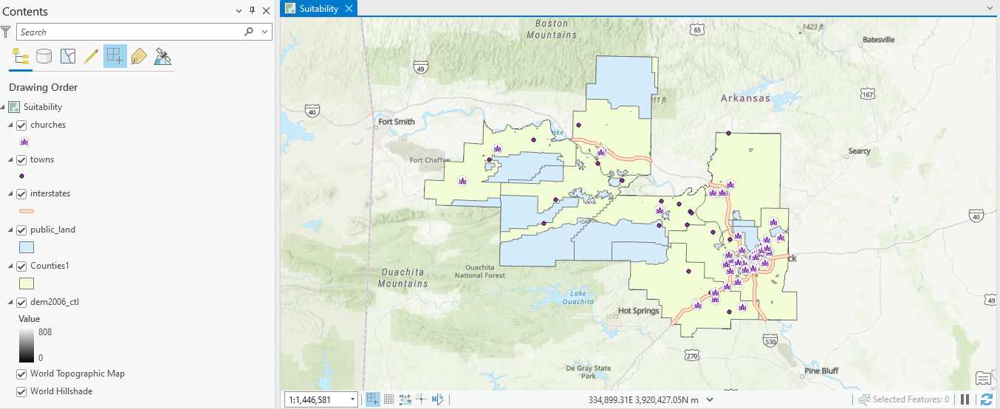 Contents
Search
Drawing Order
Suitability
churches
towns
interstates
public_land
Counties1
dem2006_ctl
Value
808
0
World Topographic Map
World Hillshade
Suitability
Boston
Mountains
65
1423 ft
Batesville
49
Arkansas
167
11 ft
40
Fort Smith
Lake
Searcy
Fort Chaffee
40
Ouachita
National Forest
Ouachita
Mountains
ck
Lake
Ouachita
49
Hot Springs
530
270
De Gray State
Park
Pine Bluff
1:1,446,581
334,899.31E 3,920,427.05N m
Selected Features: 0